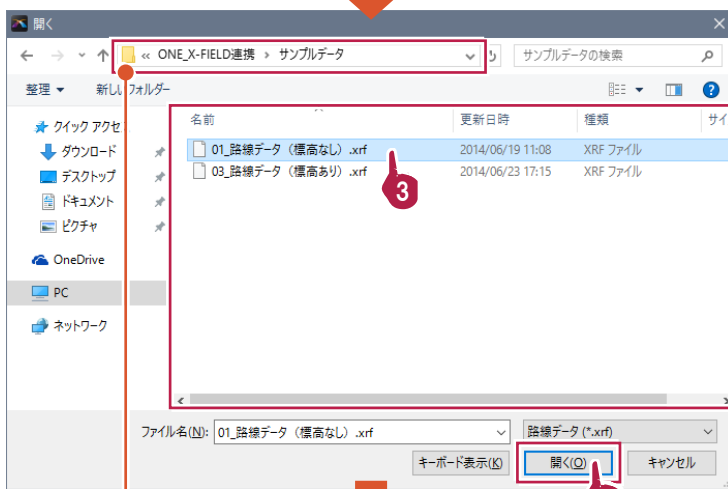 開く
« ONE_X-FIELD連携 › サンプルデータ
サンプルデータの検索
整理 新しいフォルダー
名前 更新日時 種類 サイ
クイック アクセ
ダウンロード
デスクトップ
ドキュメント
ピクチャ
OneDrive
PC
ネットワーク
01_路線データ（標高なし）.xrf 2014/06/19 11:08 XRF ファイル
03_路線データ（標高あり）.xrf 2014/06/23 17:15 XRF ファイル
3
ファイル名(N): 01_路線データ（標高なし）.xrf 路線データ (*.xrf)
キーボード表示(K) 開く(O) キャンセル